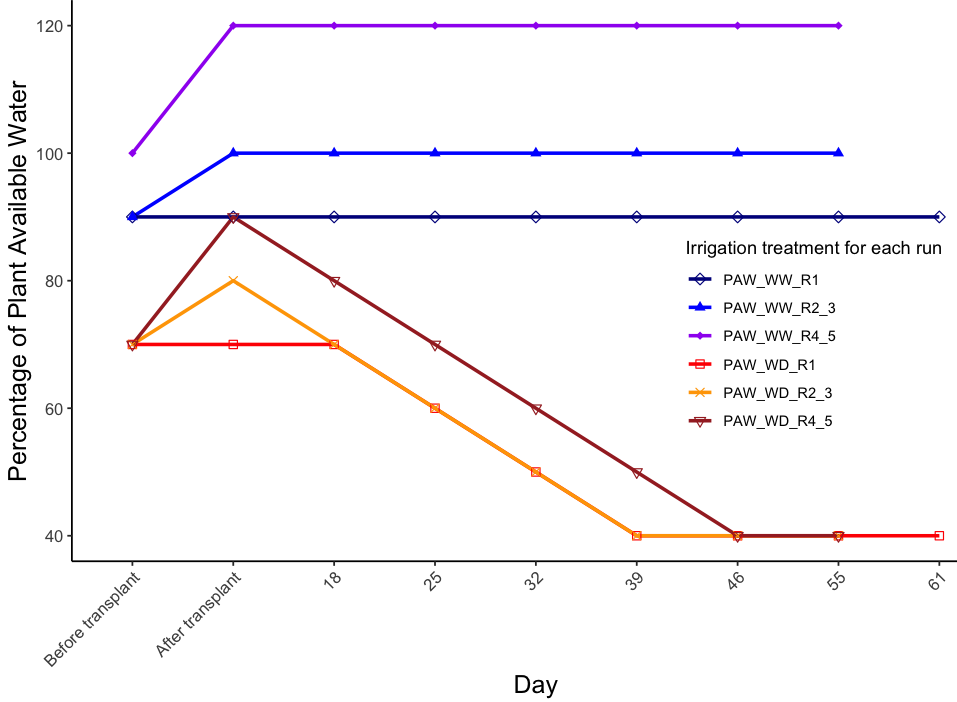 120
100
80
60
40
Percentage of Plant Available Water
Irrigation treatment for each run
PAW_WW_R1
PAW_WW_R2_3
PAW_WW_R4_5
PAW_WD_R1
PAW_WD_R2_3
PAW_WD_R4_5
Before transplant
After transplant
18
25
32
39
46
55
61
Day